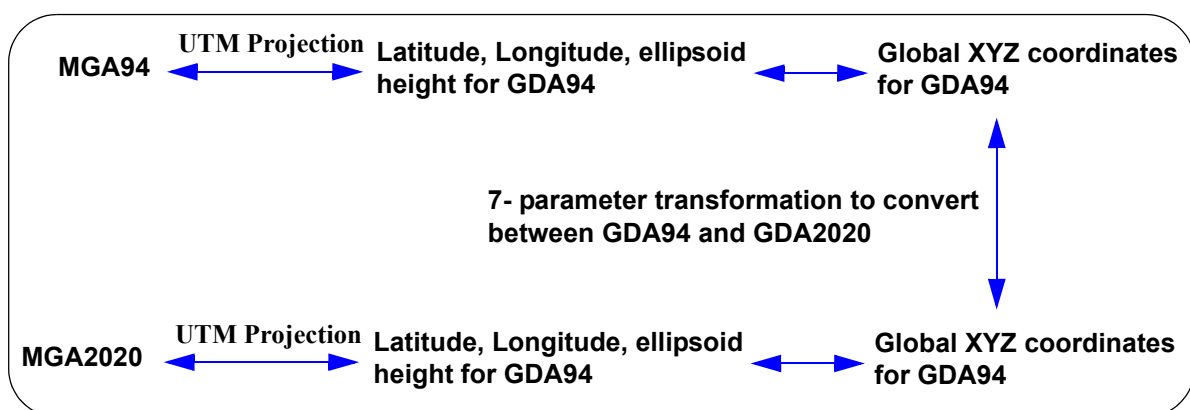 MGA94
UTM Projection
Latitude, Longitude, ellipsoid
height for GDA94
Global XYZ coordinates
for GDA94
7- parameter transformation to convert
between GDA94 and GDA2020
MGA2020
UTM Projection
Latitude, Longitude, ellipsoid
height for GDA94
Global XYZ coordinates
for GDA94